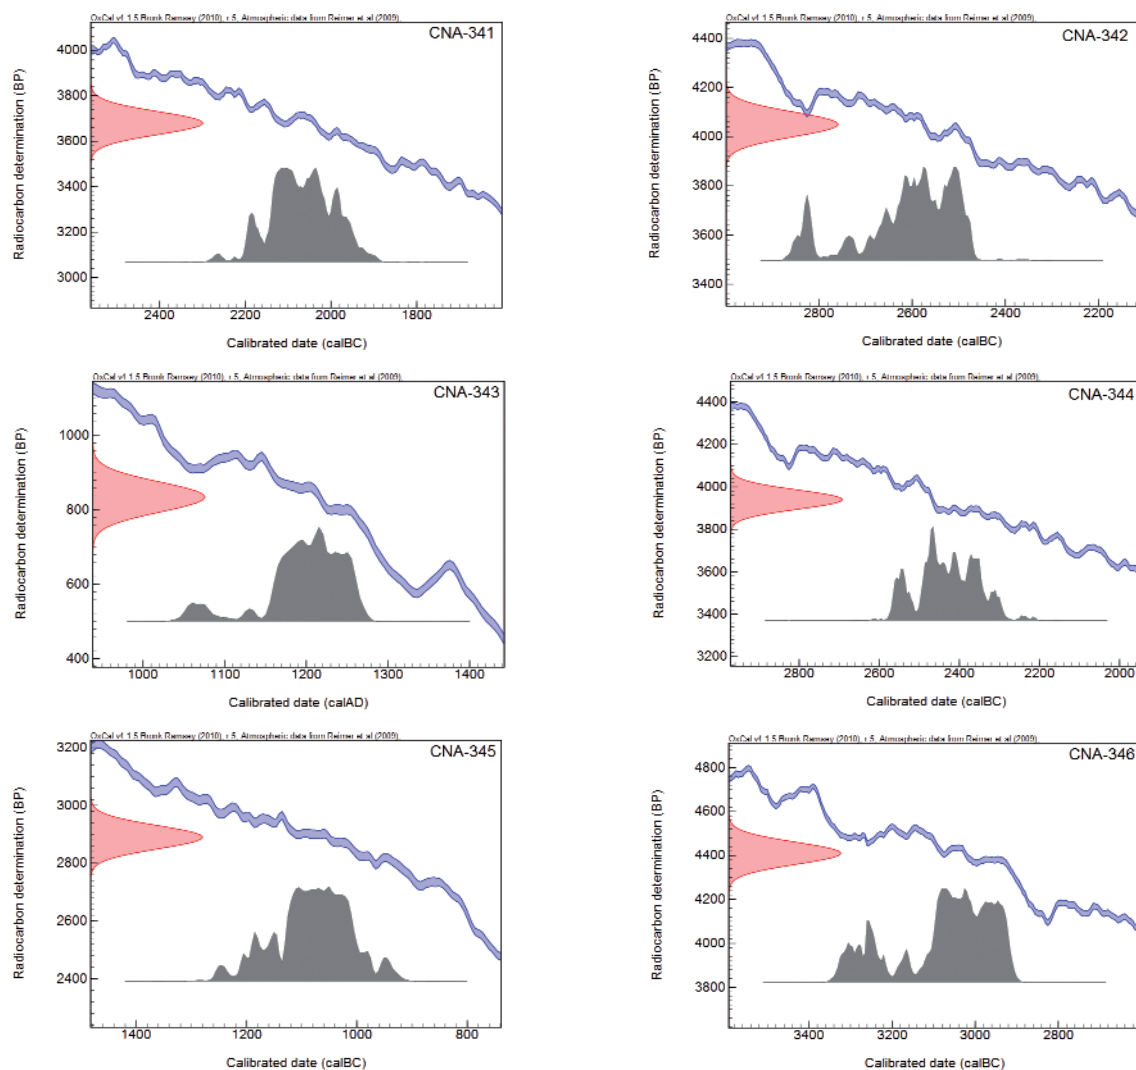 OxCal v4.1.5 Bronk Ramsey (2010); r:5; Atmospheric data from Reimer et al (2009);
CNA-341
Radiocarbon determination (BP)
4000
3800
3600
3400
3200
3000
2400 2200 2000 1800
Calibrated date (calBC)
OxCal v4.1.5 Bronk Ramsey (2010); r:5; Atmospheric data from Reimer et al (2009);
CNA-342
Radiocarbon determination (BP)
4400
4200
4000
3800
3600
3400
2800 2600 2400 2200
Calibrated date (calBC)
OxCal v4.1.5 Bronk Ramsey (2010); r:5; Atmospheric data from Reimer et al (2009);
CNA-343
Radiocarbon determination (BP)
1000
800
600
400
1000 1100 1200 1300 1400
Calibrated date (calAD)
OxCal v4.1.5 Bronk Ramsey (2010); r:5; Atmospheric data from Reimer et al (2009);
CNA-344
Radiocarbon determination (BP)
4400
4200
4000
3800
3600
3400
3200
2800 2600 2400 2200 2000
Calibrated date (calBC)
OxCal v4.1.5 Bronk Ramsey (2010); r:5; Atmospheric data from Reimer et al (2009);
CNA-345
Radiocarbon determination (BP)
3200
3000
2800
2600
2400
1400 1200 1000 800
Calibrated date (calBC)
OxCal v4.1.5 Bronk Ramsey (2010); r:5; Atmospheric data from Reimer et al (2009);
CNA-346
Radiocarbon determination (BP)
4800
4600
4400
4200
4000
3800
3400 3200 3000 2800
Calibrated date (calBC)